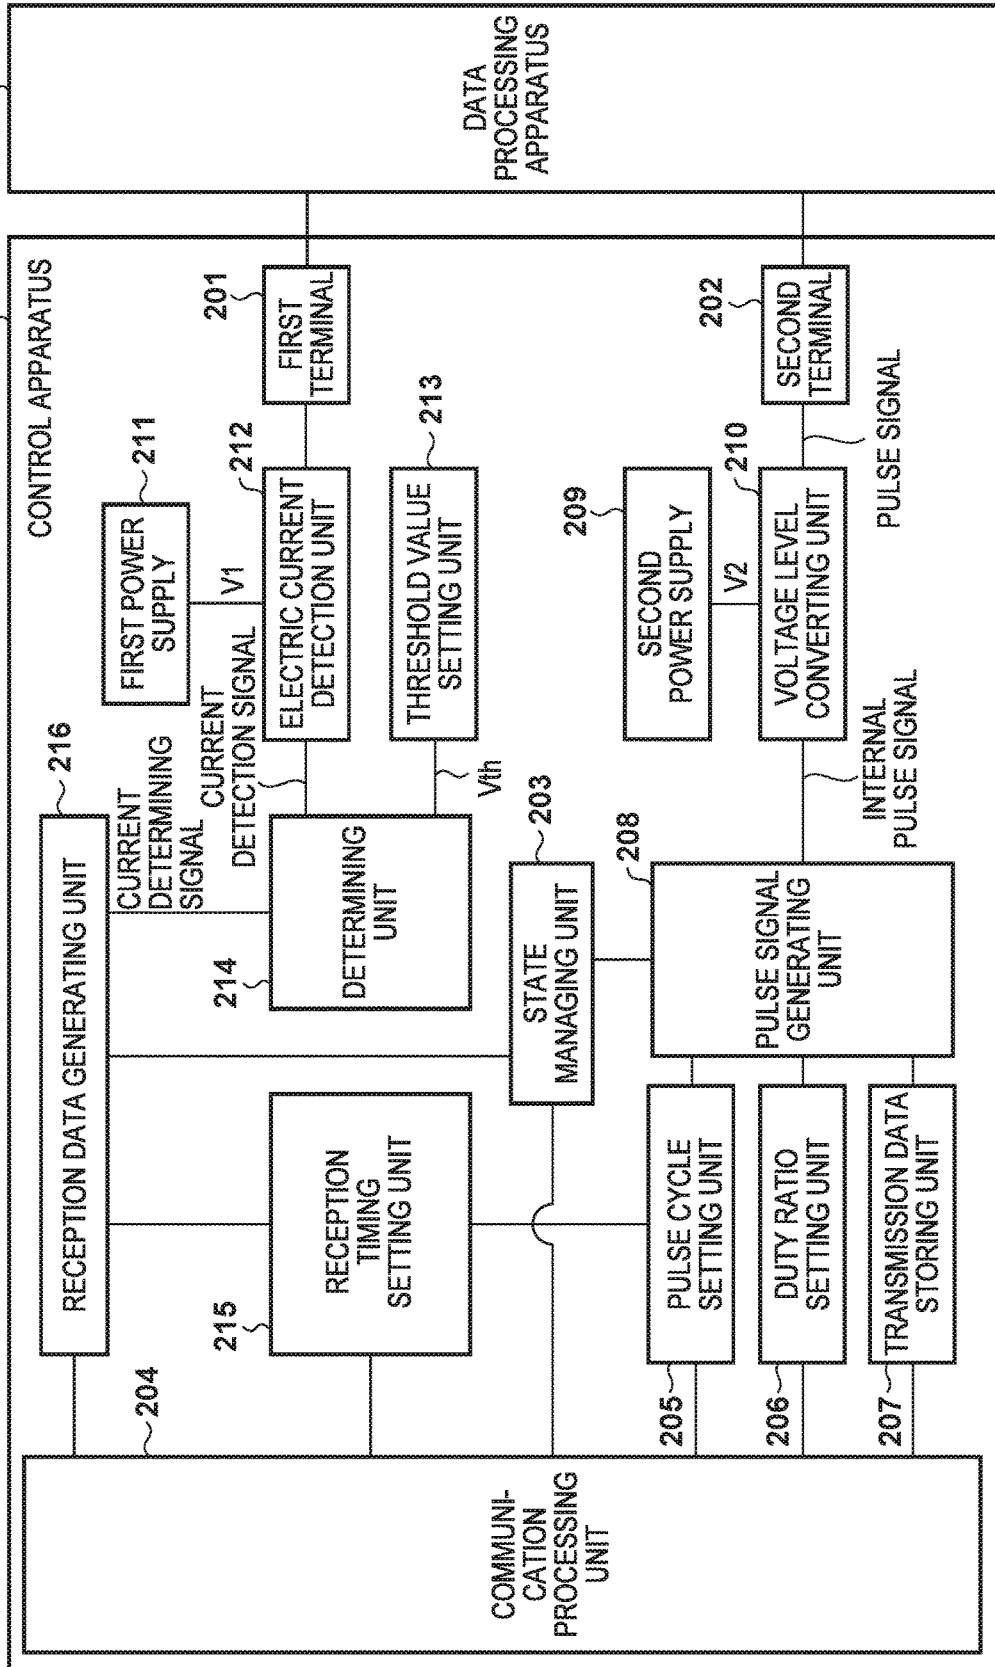 CONTROL APPARATUS
DATA
PROCESSING
APPARATUS
COMMUNI-
CATION
PROCESSING
UNIT
204
RECEPTION DATA GENERATING UNIT
216
CURRENT
DETERMINING
SIGNAL
FIRST POWER
SUPPLY
211
V1
CURRENT
DETECTION SIGNAL
ELECTRIC CURRENT
DETECTION UNIT
212
FIRST
TERMINAL
201
RECEPTION
TIMING
SETTING UNIT
215
DETERMINING
UNIT
214
THRESHOLD VALUE
SETTING UNIT
213
Vth
STATE
MANAGING UNIT
203
SECOND
POWER SUPPLY
209
V2
PULSE CYCLE
SETTING UNIT
205
DUTY RATIO
SETTING UNIT
206
TRANSMISSION DATA
STORING UNIT
207
PULSE SIGNAL
GENERATING
UNIT
208
INTERNAL
PULSE SIGNAL
VOLTAGE LEVEL
CONVERTING UNIT
210
PULSE SIGNAL
SECOND
TERMINAL
202